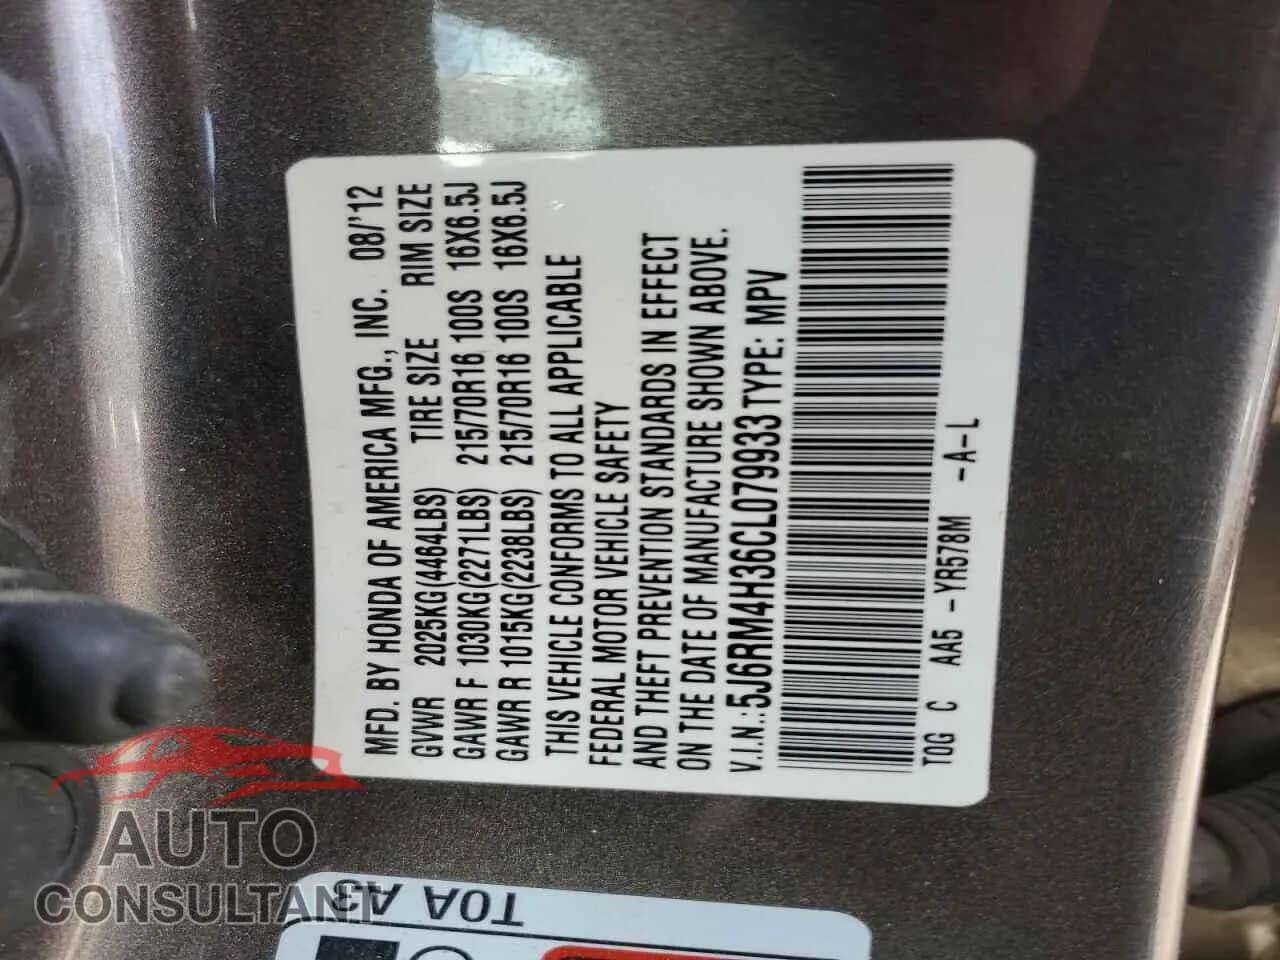 MFD. BY HONDA OF AMERICA MFG., INC. 08/'12
GVWR 2025KG(4464LBS) TIRE SIZE RIM SIZE
GAWR F 1030KG(2271LBS) 215/70R16 100S 16X6.5J
GAWR R 1015KG(2238LBS) 215/70R16 100S 16X6.5J
THIS VEHICLE CONFORMS TO ALL APPLICABLE
FEDERAL MOTOR VEHICLE SAFETY
AND THEFT PREVENTION STANDARDS IN EFFECT
ON THE DATE OF MANUFACTURE SHOWN ABOVE.
V.I.N.:5J6RM4H36CL079933 TYPE: MPV
T0G C AA5 -YR578M -A-L
T0A A3
AUTO
CONSULTANT